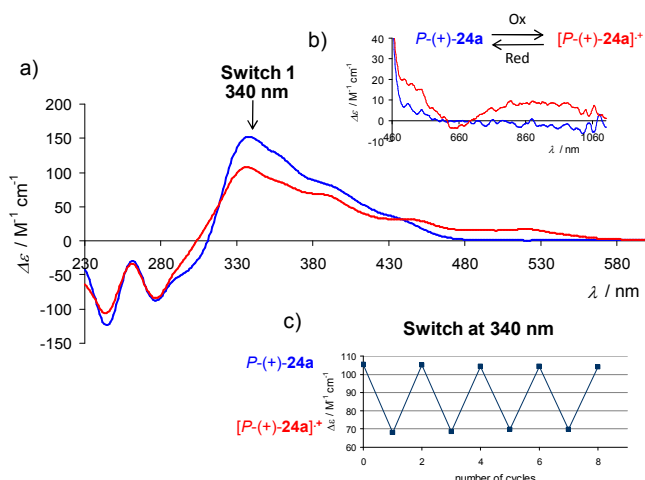 a)
Switch 1
340 nm
200
150
100
50
0
-50
-100
-150
230
280
330
380
430
480
530
580
Δε / M⁻¹ cm⁻¹
λ / nm
b)
P-(+)-24a
Ox
Red
[P-(+)-24a]·⁺
40
30
20
10
0
-10
460
660
860
1060
Δε / M⁻¹ cm⁻¹
λ / nm
c)
Switch at 340 nm
P-(+)-24a
[P-(+)-24a]·⁺
110
100
90
80
70
60
0
2
4
6
8
Δε / M⁻¹ cm⁻¹
number of cycles